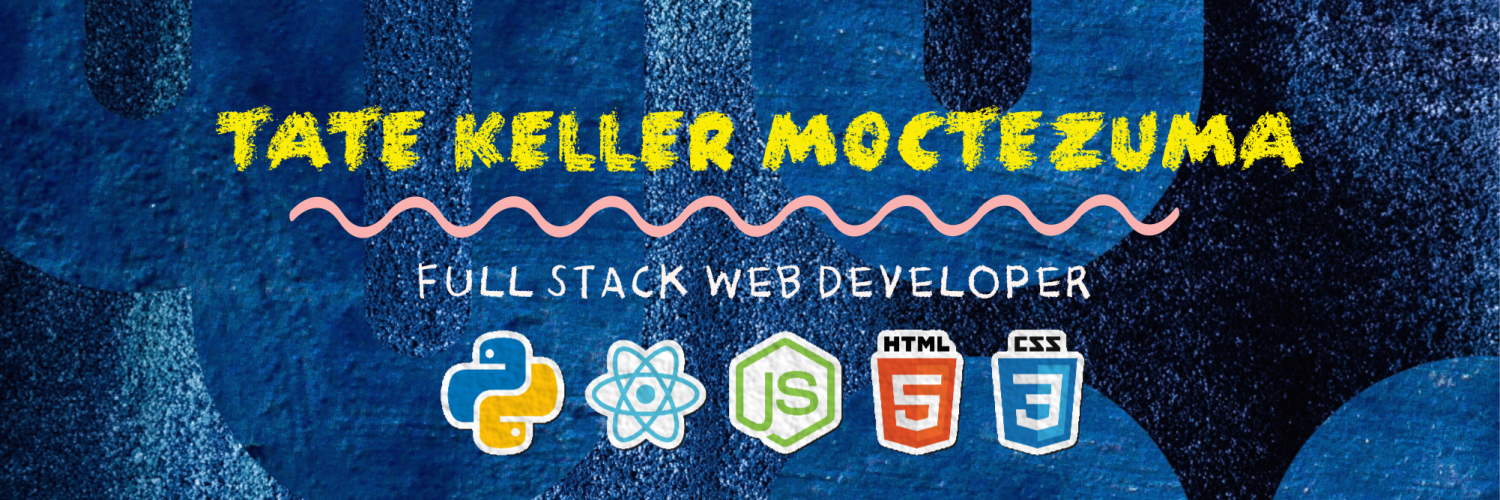 TATE KELLER MOCTEZUMA
FULL STACK WEB DEVELOPER
JS HTML 5 CSS 3